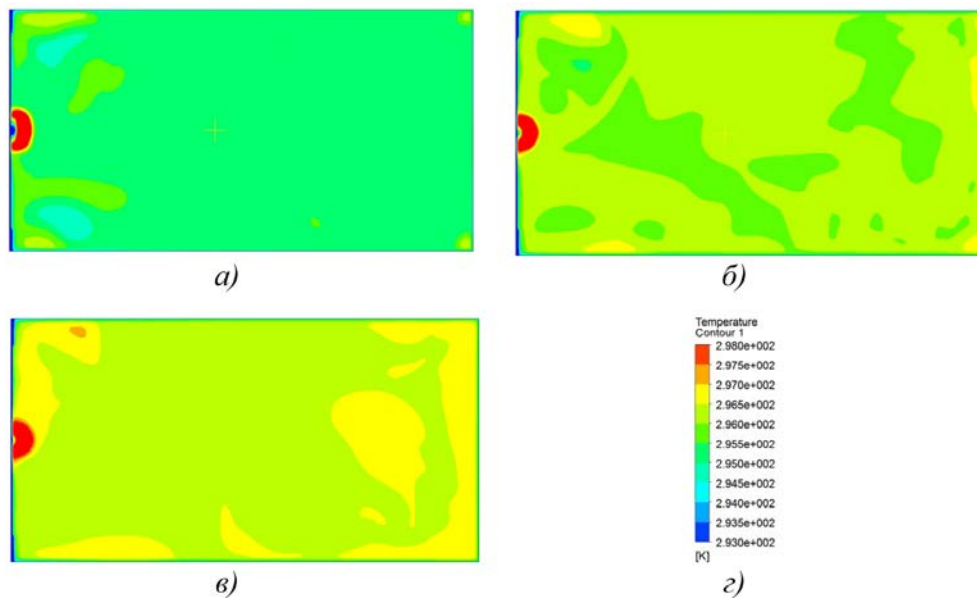 а)
б)
Temperature
Contour 1
2.980e+002
2.975e+002
2.970e+002
2.965e+002
2.960e+002
2.955e+002
2.950e+002
2.945e+002
2.940e+002
2.935e+002
2.930e+002
[K]
в)
г)